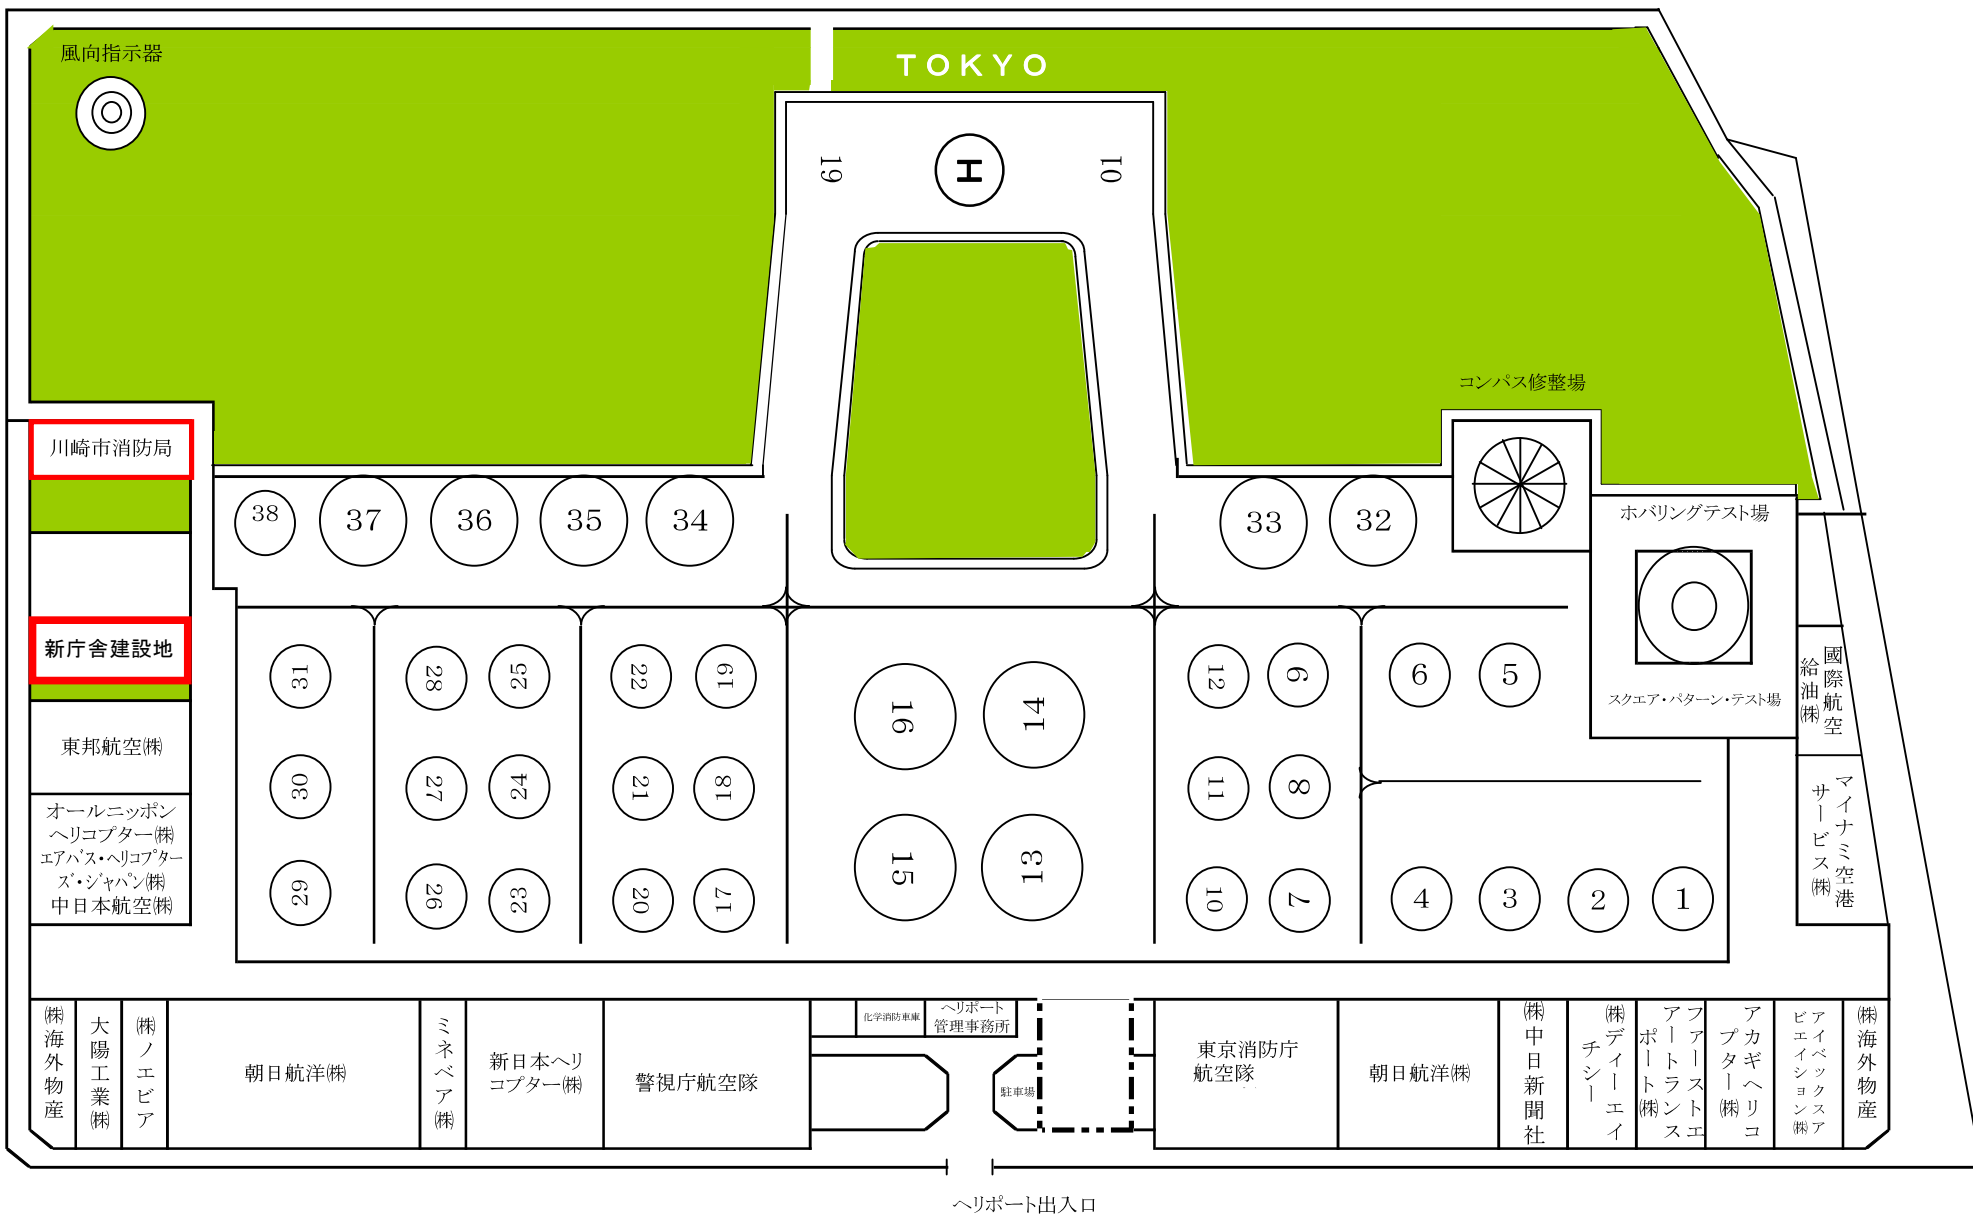 TOKYO
風向指示器
19
H
01
コンパス修整場
川崎市消防局
38
37
36
35
34
33
32
ホバリングテスト場
新庁舎建設地
31
28
25
22
19
16
14
12
9
6
5
スクエア・パターン・テスト場
國際航空
給油㈱
東邦航空㈱
30
27
24
21
18
15
13
11
8
マイナミ空港
サービス㈱
オールニッポン
ヘリコプター㈱
エアバス・ヘリコプター
ズ・ジャパン㈱
中日本航空㈱
29
26
23
20
17
10
7
4
3
2
1
㈱海外物産
大陽工業㈱
㈱ノエビア
朝日航洋㈱
ミネベア㈱
新日本ヘリ
コプター㈱
警視庁航空隊
化学消防車庫
ヘリポート
管理事務所
駐車場
東京消防庁
航空隊
朝日航洋㈱
㈱中日新聞社
㈱ディーエイ
チシー
ファーストエ
アートランス
ポート㈱
アカギヘリコ
プター㈱
アイベックスア
ビエイション㈱
㈱海外物産
ヘリポート出入口